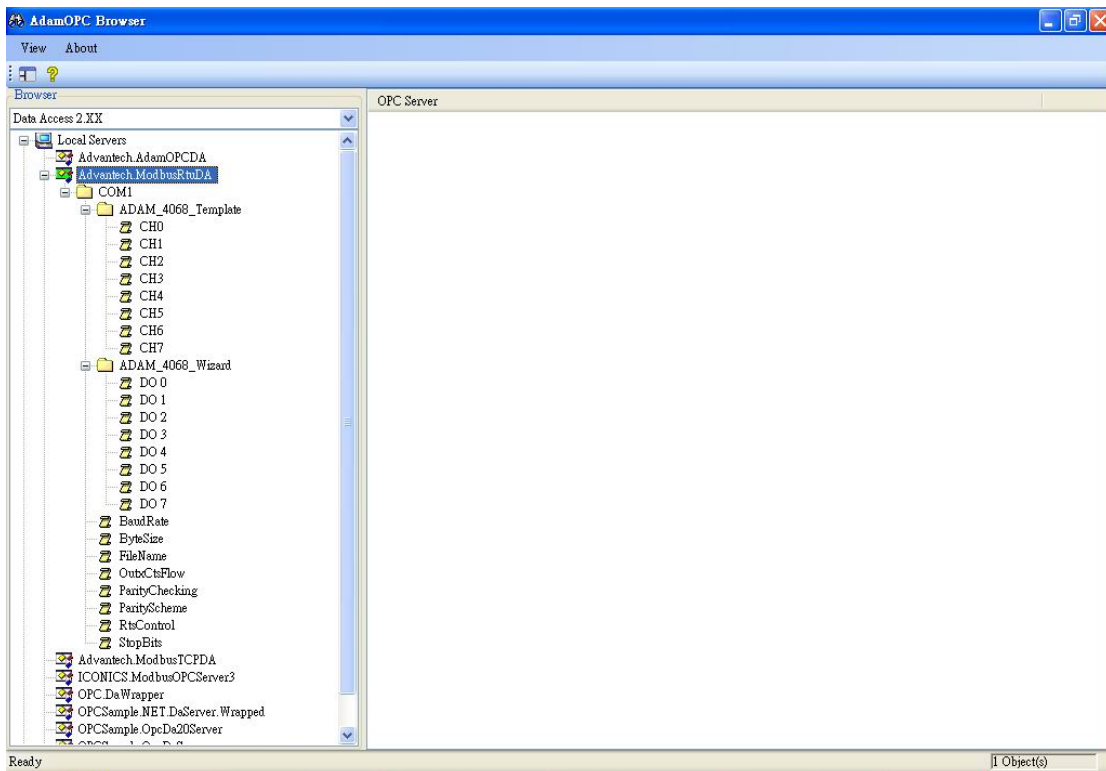 AdamOPC Browser
View About
Browser
OPC Server
Data Access 2.XX
Local Servers
Advantech.AdamOPCDA
Advantech.ModbusRtuDA
COM1
ADAM_4068_Template
CH0
CH1
CH2
CH3
CH4
CH5
CH6
CH7
ADAM_4068_Wizard
DO 0
DO 1
DO 2
DO 3
DO 4
DO 5
DO 6
DO 7
BaudRate
ByteSize
FileName
OutxCtsFlow
ParityChecking
ParityScheme
RtsControl
StopBits
Advantech.ModbusTCPDA
ICONICS.ModbusOPCServer3
OPC.DaWrapper
OPCSample.NET.DaServer.Wrapped
OPCSample.OpcDa20Server
Ready
1 Object(s)